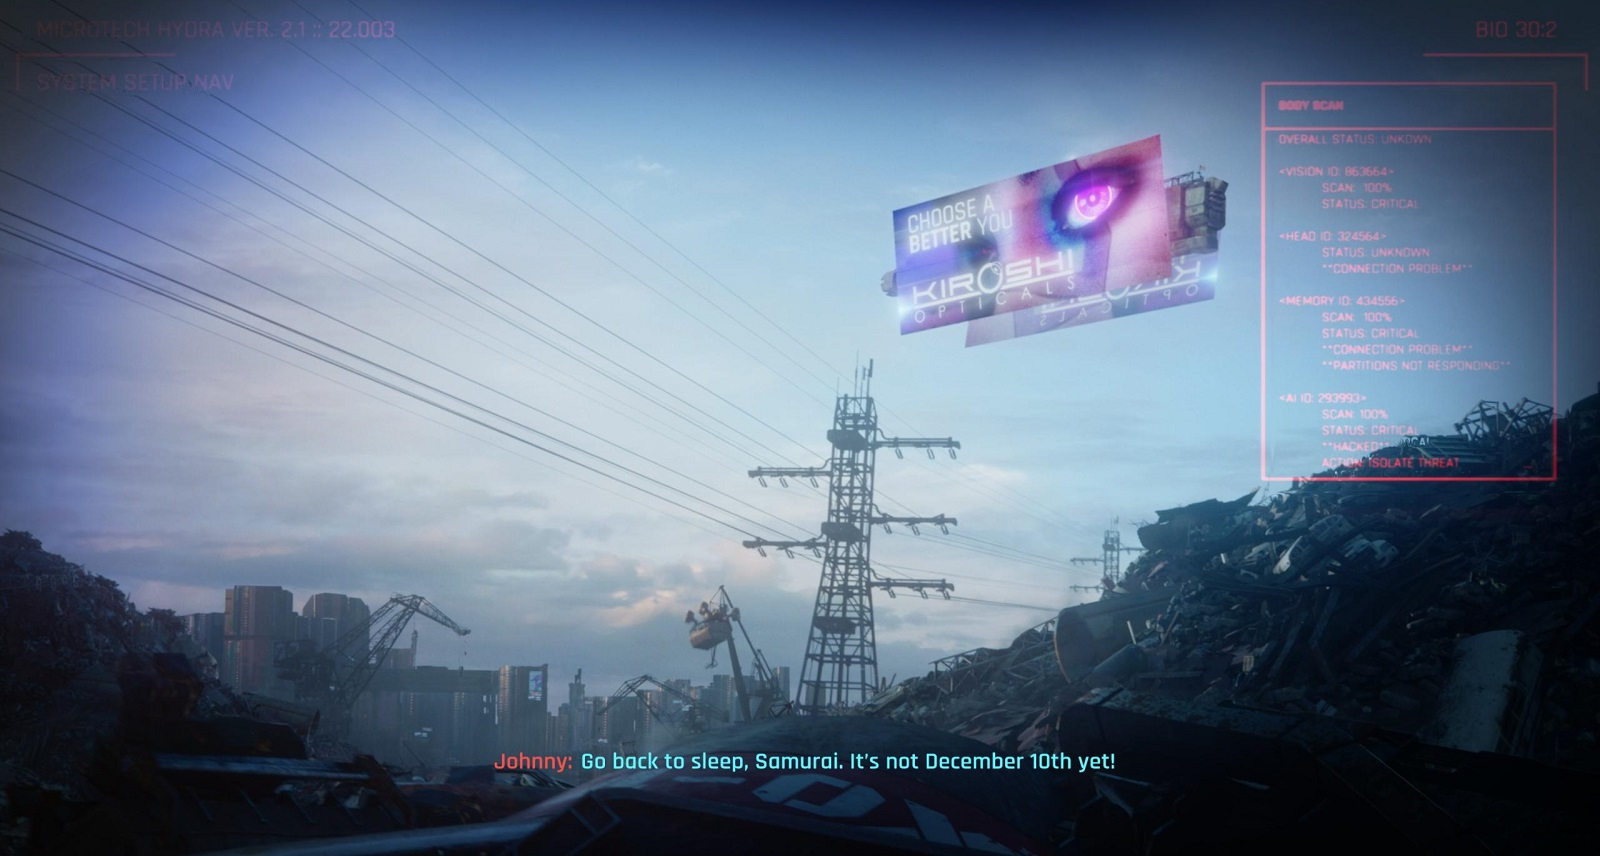 MICROTECH HYDRA VER. 2.1 :: 22.003
BIO 30:2
SYSTEM SETUP NAV
BODY SCAN
OVERALL STATUS: UNKOWN
<VISION ID: 863664>
SCAN: 100%
STATUS: CRITICAL
<HEAD ID: 324564>
STATUS: UNKNOWN
**CONNECTION PROBLEM**
<MEMORY ID: 434556>
SCAN: 100%
STATUS: CRITICAL
**CONNECTION PROBLEM**
**PARTITIONS NOT RESPONDING**
<AI ID: 293993>
SCAN: 100%
STATUS: CRITICAL
**HACKED**
ACTION: ISOLATE THREAT
CHOOSE A
BETTER YOU
KIROSHI
OPTICALS
Johnny: Go back to sleep, Samurai. It's not December 10th yet!